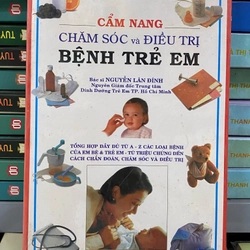 CẨM NANG
CHĂM SÓC và ĐIỀU TRỊ
BỆNH TRẺ EM
Bác sĩ NGUYỄN LÂN ĐÍNH
Nguyên Giám đốc Trung tâm
Dinh Dưỡng Trẻ Em TP. Hồ Chí Minh
TỔNG HỢP ĐẦY ĐỦ TỪ A - Z CÁC LOẠI BỆNH
CỦA EM BÉ & TRẺ EM - TỪ TRIỆU CHỨNG ĐẾN
CÁCH CHẨN ĐOÁN, CHĂM SÓC VÀ ĐIỀU TRỊ